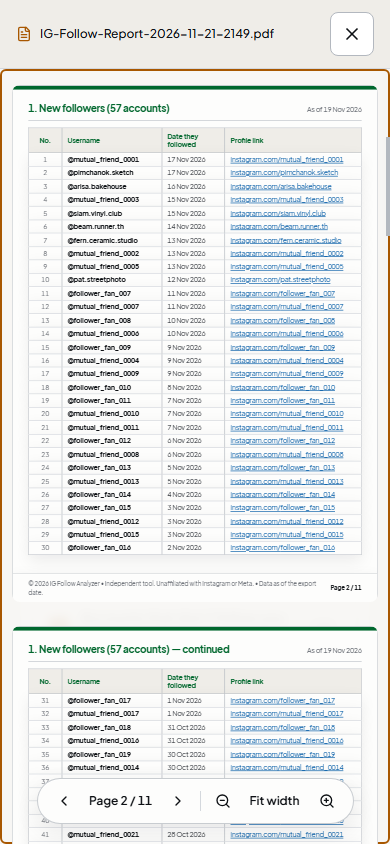 IG-Follow-Report-2026-11-21-2149.pdf
1. New followers (57 accounts) As of 19 Nov 2026
No. Username Date they followed Profile link
1 @mutual_friend_0001 17 Nov 2026 instagram.com/mutual_friend_0001
2 @pimchanok.sketch 17 Nov 2026 instagram.com/pimchanok.sketch
3 @arisa.bakehouse 16 Nov 2026 instagram.com/arisa.bakehouse
4 @mutual_friend_0003 15 Nov 2026 instagram.com/mutual_friend_0003
5 @siam.vinyl.club 15 Nov 2026 instagram.com/siam.vinyl.club
6 @beam.runner.th 14 Nov 2026 instagram.com/beam.runner.th
7 @fern.ceramic.studio 13 Nov 2026 instagram.com/fern.ceramic.studio
8 @mutual_friend_0002 13 Nov 2026 instagram.com/mutual_friend_0002
9 @mutual_friend_0005 13 Nov 2026 instagram.com/mutual_friend_0005
10 @pat.streetphoto 12 Nov 2026 instagram.com/pat.streetphoto
11 @follower_fan_007 11 Nov 2026 instagram.com/follower_fan_007
12 @mutual_friend_0007 11 Nov 2026 instagram.com/mutual_friend_0007
13 @follower_fan_008 10 Nov 2026 instagram.com/follower_fan_008
14 @mutual_friend_0006 10 Nov 2026 instagram.com/mutual_friend_0006
15 @follower_fan_009 9 Nov 2026 instagram.com/follower_fan_009
16 @mutual_friend_0004 9 Nov 2026 instagram.com/mutual_friend_0004
17 @mutual_friend_0009 9 Nov 2026 instagram.com/mutual_friend_0009
18 @follower_fan_010 8 Nov 2026 instagram.com/follower_fan_010
19 @follower_fan_011 7 Nov 2026 instagram.com/follower_fan_011
20 @mutual_friend_0010 7 Nov 2026 instagram.com/mutual_friend_0010
21 @mutual_friend_0011 7 Nov 2026 instagram.com/mutual_friend_0011
22 @follower_fan_012 6 Nov 2026 instagram.com/follower_fan_012
23 @mutual_friend_0008 6 Nov 2026 instagram.com/mutual_friend_0008
24 @follower_fan_013 5 Nov 2026 instagram.com/follower_fan_013
25 @mutual_friend_0013 5 Nov 2026 instagram.com/mutual_friend_0013
26 @follower_fan_014 4 Nov 2026 instagram.com/follower_fan_014
27 @follower_fan_015 3 Nov 2026 instagram.com/follower_fan_015
28 @mutual_friend_0012 3 Nov 2026 instagram.com/mutual_friend_0012
29 @mutual_friend_0015 3 Nov 2026 instagram.com/mutual_friend_0015
30 @follower_fan_016 2 Nov 2026 instagram.com/follower_fan_016
© 2026 IG Follow Analyzer • Independent tool. Unaffiliated with Instagram or Meta. • Data as of the export
date.
Page 2 / 11
1. New followers (57 accounts) — continued As of 19 Nov 2026
No. Username Date they followed Profile link
31 @follower_fan_017 1 Nov 2026 instagram.com/follower_fan_017
32 @mutual_friend_0017 1 Nov 2026 instagram.com/mutual_friend_0017
33 @follower_fan_018 31 Oct 2026 instagram.com/follower_fan_018
34 @mutual_friend_0016 31 Oct 2026 instagram.com/mutual_friend_0016
35 @follower_fan_019 30 Oct 2026 instagram.com/follower_fan_019
36 @mutual_friend_0014 30 Oct 2026 instagram.com/mutual_friend_0014
Page 2 / 11 Fit width
41 @mutual_friend_0021 28 Oct 2026 instagram.com/mutual_friend_0021